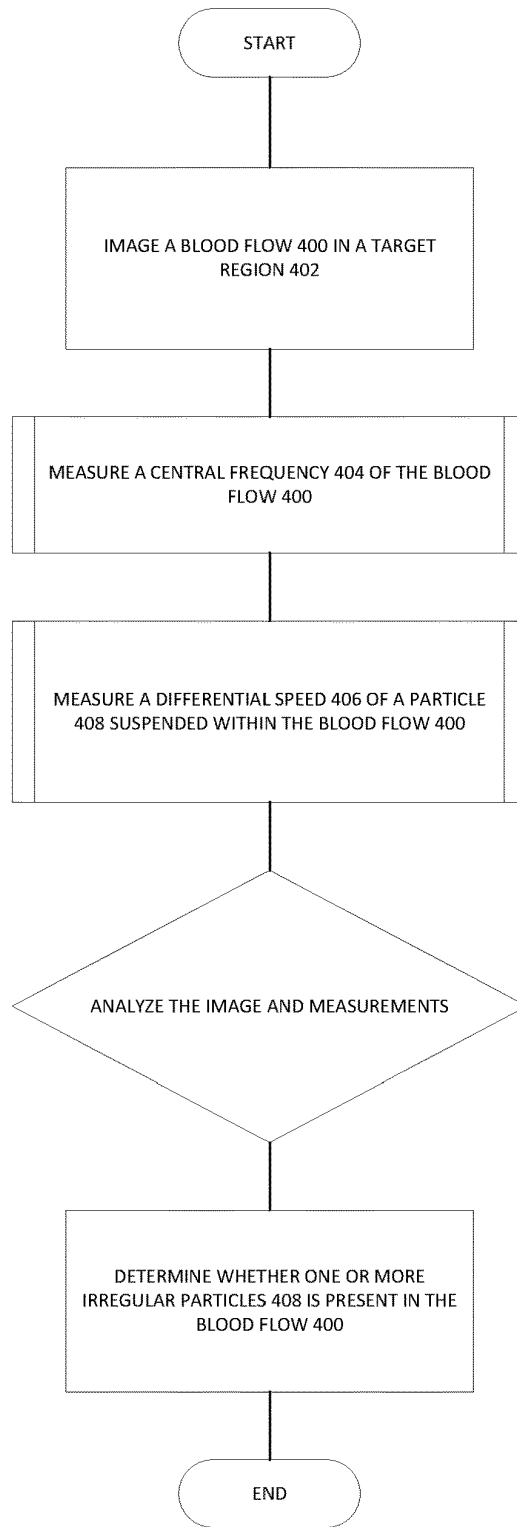 START
IMAGE A BLOOD FLOW 400 IN A TARGET
REGION 402
MEASURE A CENTRAL FREQUENCY 404 OF THE BLOOD
FLOW 400
MEASURE A DIFFERENTIAL SPEED 406 OF A PARTICLE
408 SUSPENDED WITHIN THE BLOOD FLOW 400
ANALYZE THE IMAGE AND MEASUREMENTS
DETERMINE WHETHER ONE OR MORE
IRREGULAR PARTICLES 408 IS PRESENT IN THE
BLOOD FLOW 400
END